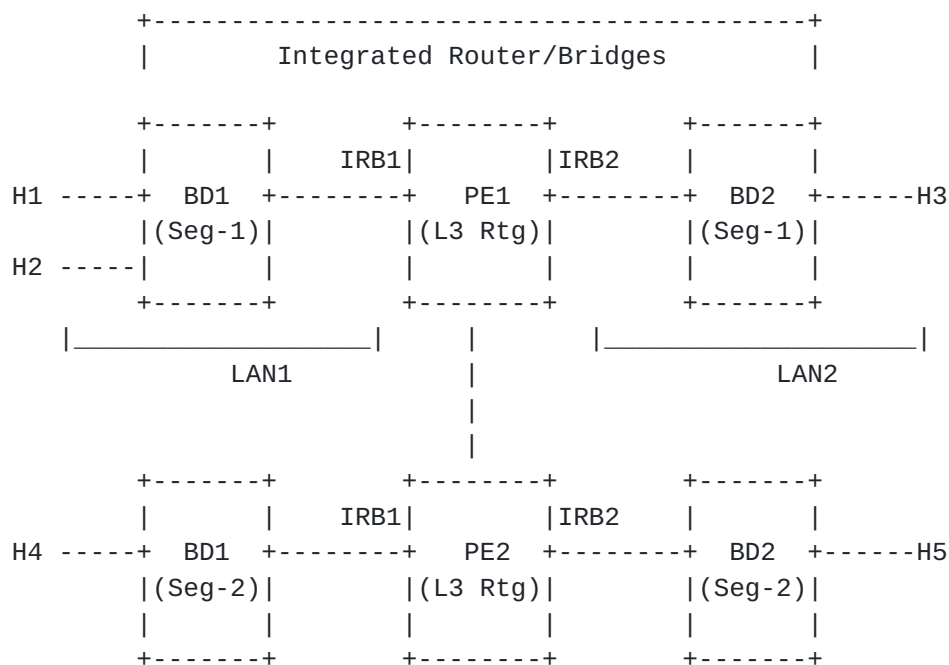 Integrated Router/Bridges
IRB1 IRB2
H1 BD1 PE1 BD2 H3
(Seg-1) (L3 Rtg) (Seg-1)
H2
LAN1 LAN2
IRB1 IRB2
H4 BD1 PE2 BD2 H5
(Seg-2) (L3 Rtg) (Seg-2)